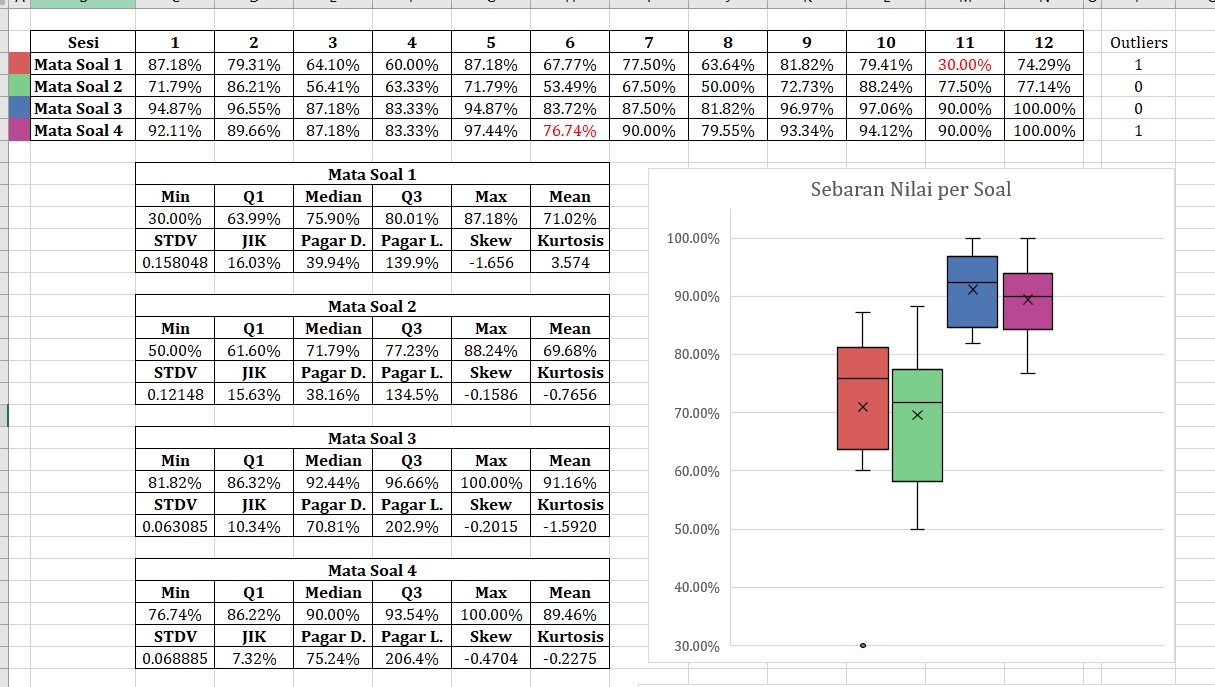 Sesi 1 2 3 4 5 6 7 8 9 10 11 12 Outliers
Mata Soal 1 87.18% 79.31% 64.10% 60.00% 87.18% 67.77% 77.50% 63.64% 81.82% 79.41% 30.00% 74.29% 1
Mata Soal 2 71.79% 86.21% 56.41% 63.33% 71.79% 53.49% 67.50% 50.00% 72.73% 88.24% 77.50% 77.14% 0
Mata Soal 3 94.87% 96.55% 87.18% 83.33% 94.87% 83.72% 87.50% 81.82% 96.97% 97.06% 90.00% 100.00% 0
Mata Soal 4 92.11% 89.66% 87.18% 83.33% 97.44% 76.74% 90.00% 79.55% 93.34% 94.12% 90.00% 100.00% 1
Mata Soal 1
Min Q1 Median Q3 Max Mean
30.00% 63.99% 75.90% 80.01% 87.18% 71.02%
STDV JIK Pagar D. Pagar L. Skew Kurtosis
0.158048 16.03% 39.94% 139.9% -1.656 3.574
Mata Soal 2
Min Q1 Median Q3 Max Mean
50.00% 61.60% 71.79% 77.23% 88.24% 69.68%
STDV JIK Pagar D. Pagar L. Skew Kurtosis
0.12148 15.63% 38.16% 134.5% -0.1586 -0.7656
Mata Soal 3
Min Q1 Median Q3 Max Mean
81.82% 86.32% 92.44% 96.66% 100.00% 91.16%
STDV JIK Pagar D. Pagar L. Skew Kurtosis
0.063085 10.34% 70.81% 202.9% -0.2015 -1.5920
Mata Soal 4
Min Q1 Median Q3 Max Mean
76.74% 86.22% 90.00% 93.54% 100.00% 89.46%
STDV JIK Pagar D. Pagar L. Skew Kurtosis
0.068885 7.32% 75.24% 206.4% -0.4704 -0.2275
Sebaran Nilai per Soal
100.00%
90.00%
80.00%
70.00%
60.00%
50.00%
40.00%
30.00%